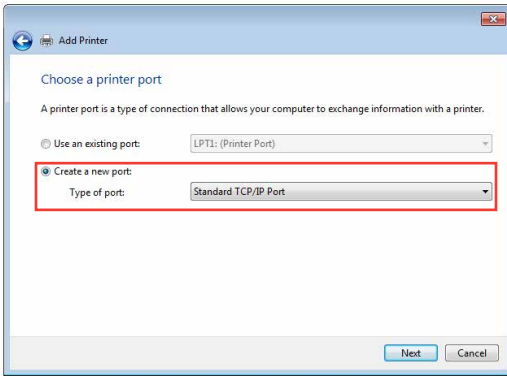 Add Printer
Choose a printer port
A printer port is a type of connection that allows your computer to exchange information with a printer.
Use an existing port: LPT1: (Printer Port)
Create a new port:
Type of port: Standard TCP/IP Port
Next Cancel